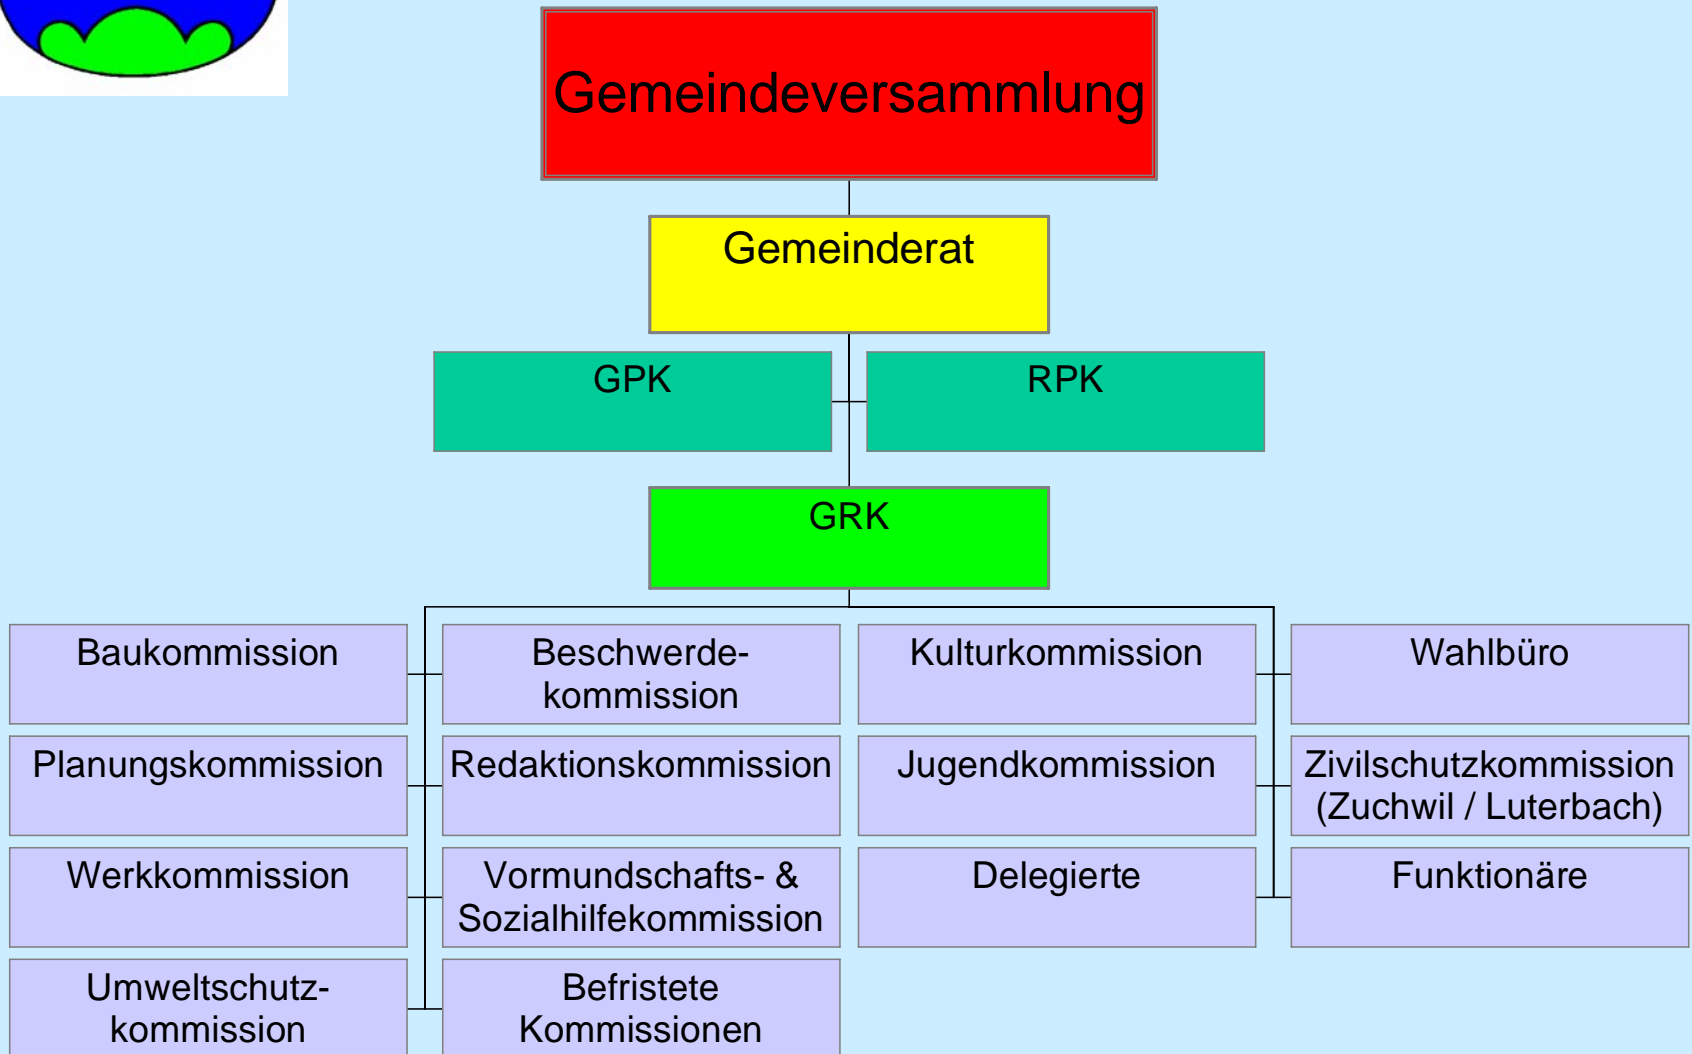 Gemeindeversammlung
Gemeinderat
GPK
RPK
GRK
Baukommission
Beschwerde-
kommission
Kulturkommission
Wahlbüro
Planungskommission
Redaktionskommission
Jugendkommission
Zivilschutzkommission
(Zuchwil / Luterbach)
Werkkommission
Vormundschafts- &
Sozialhilfekommission
Delegierte
Funktionäre
Umweltschutz-
kommission
Befristete
Kommissionen